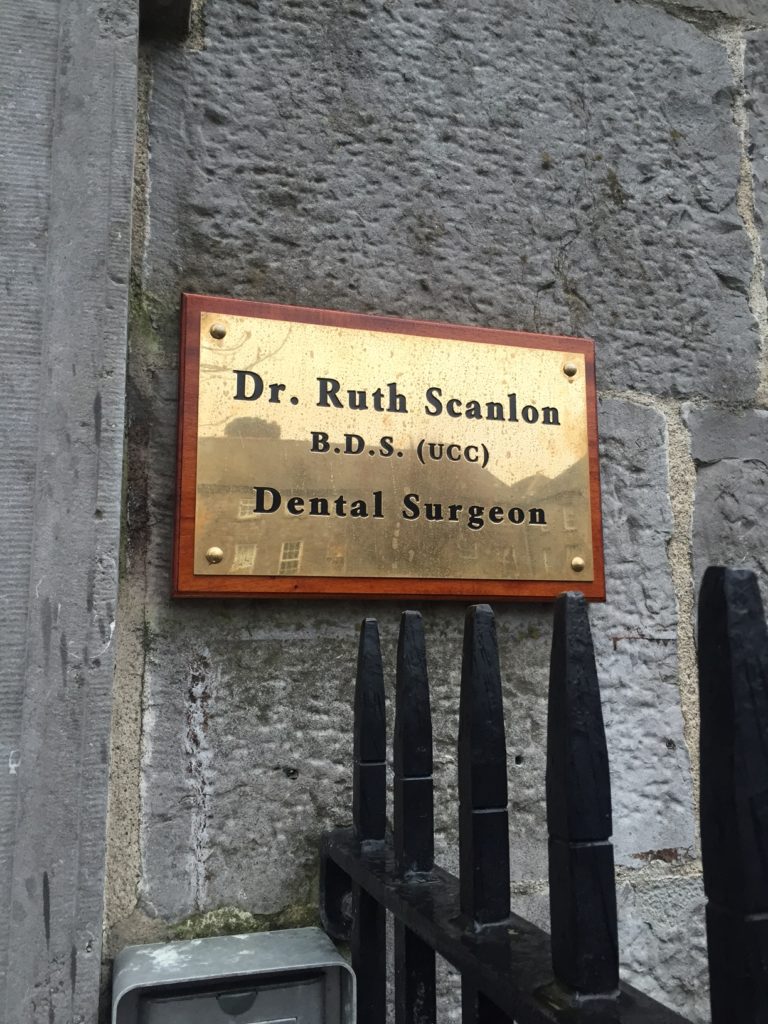 Dr. Ruth Scanlon
B.D.S. (UCC)
Dental Surgeon